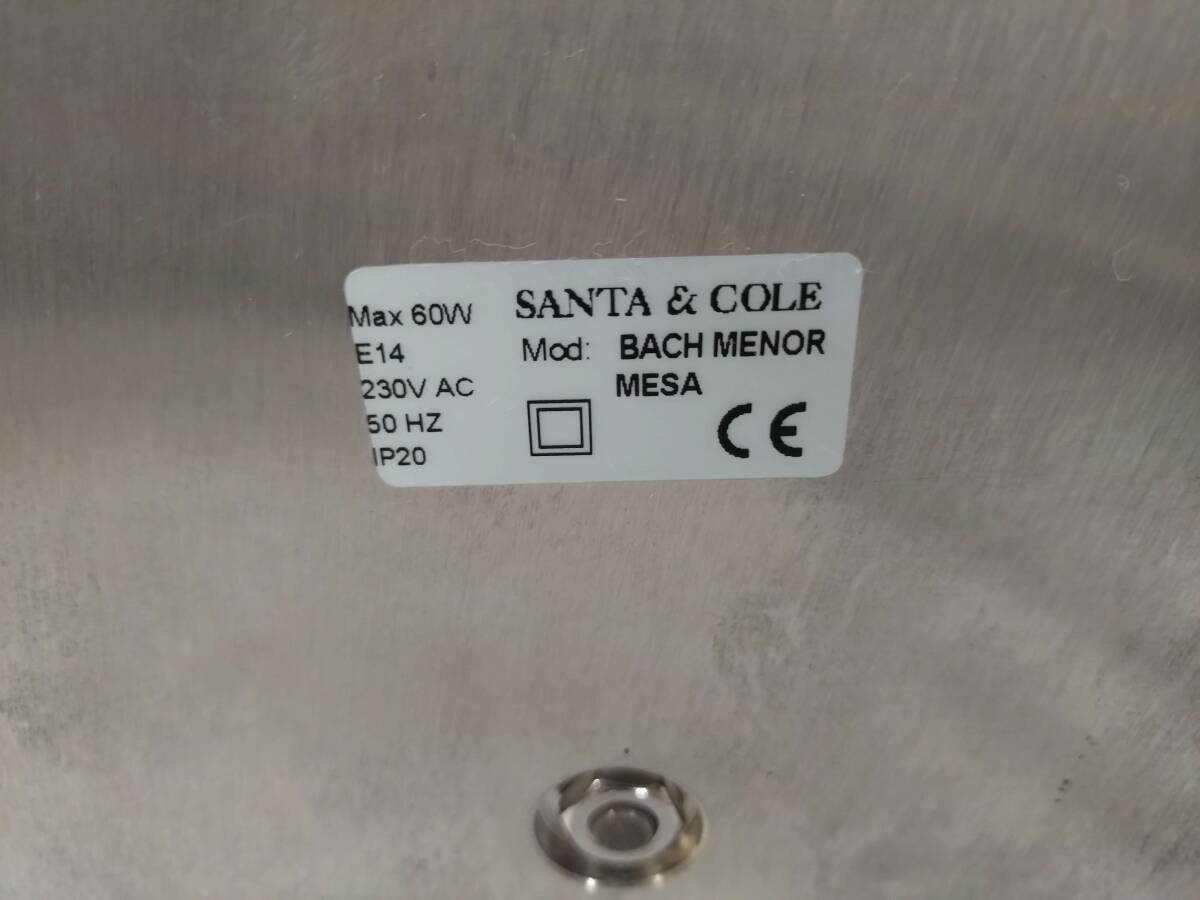 Max 60W
E14
230V AC
50 HZ
IP20
SANTA & COLE
Mod: BACH MENOR
MESA
CE